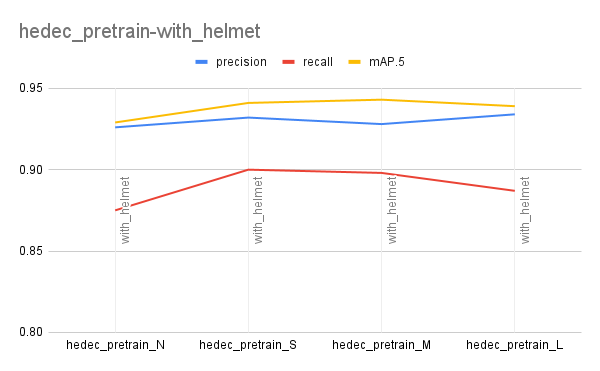 hedec_pretrain-with_helmet
precision recall mAP.5
0.95
0.90
0.85
0.80
with_helmet with_helmet with_helmet with_helmet
hedec_pretrain_N hedec_pretrain_S hedec_pretrain_M hedec_pretrain_L